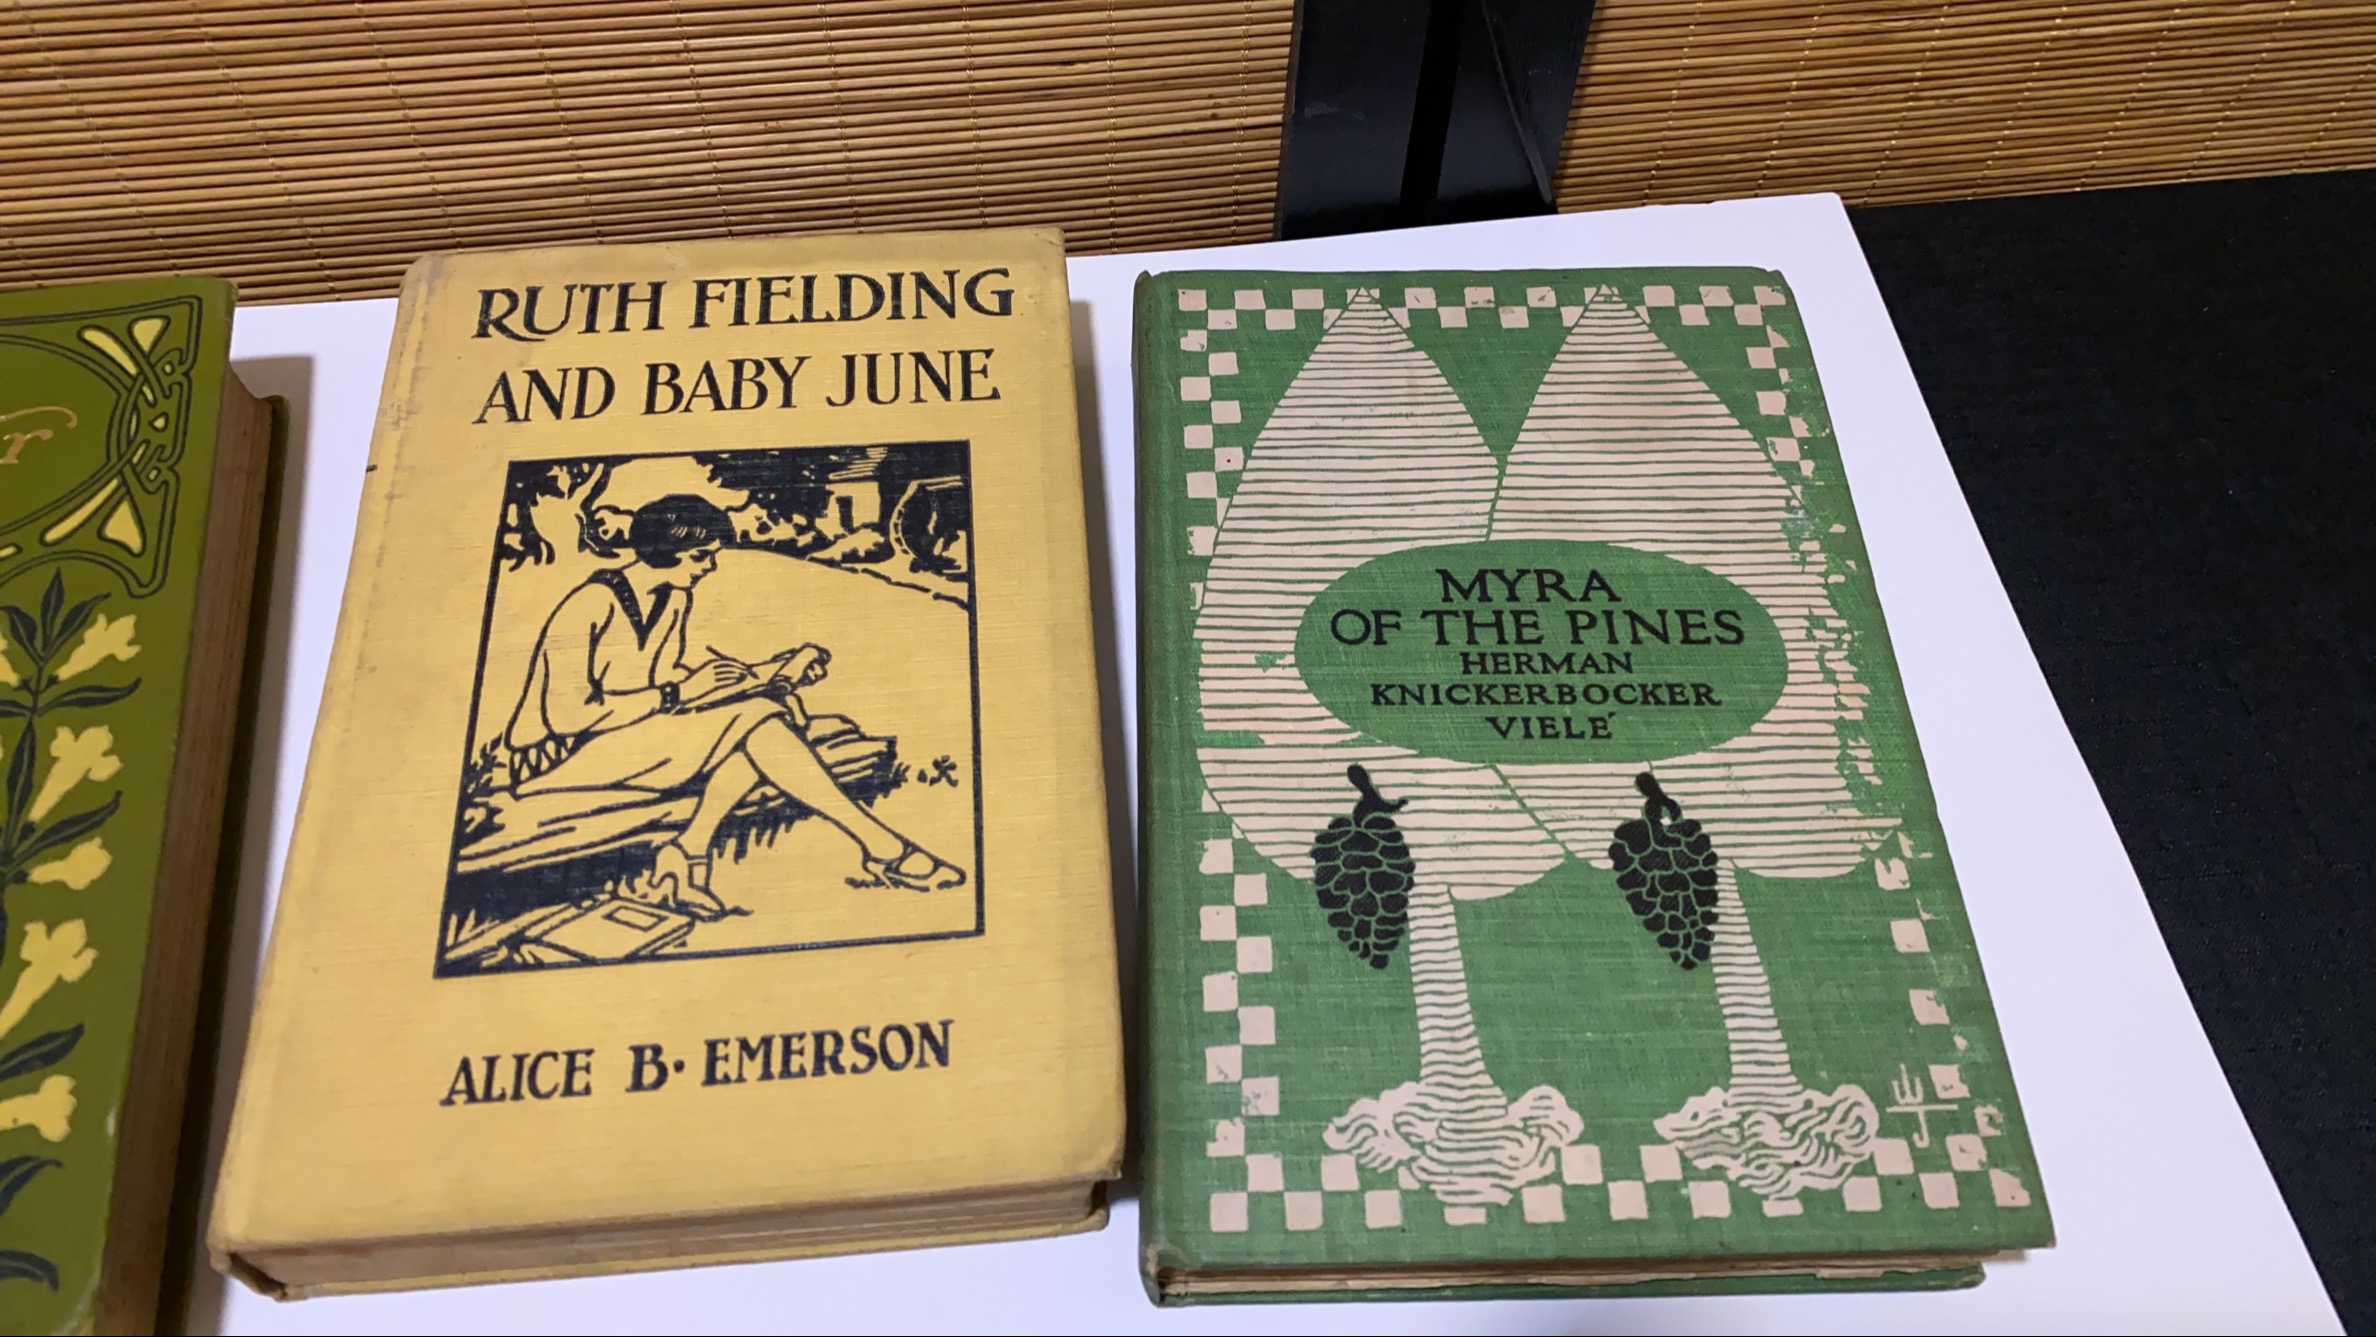 r
RUTH FIELDING
AND BABY JUNE
ALICE B. EMERSON
MYRA
OF THE PINES
HERMAN
KNICKERBOCKER
VIELÉ